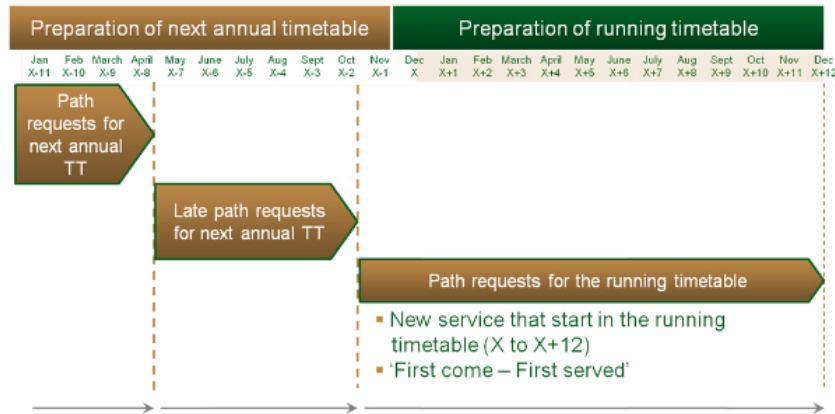 Preparation of next annual timetable
Preparation of running timetable
Jan Feb March April May June July Aug Sept Oct Nov Dec Jan Feb March April May June July Aug Sept Oct Nov Dec
X-11 X-10 X-9 X-8 X-7 X-6 X-5 X-4 X-3 X-2 X-1 X X+1 X+2 X+3 X+4 X+5 X+6 X+7 X+8 X+9 X+10 X+11 X+12
Path
requests for
next annual
TT
Late path requests
for next annual TT
Path requests for the running timetable
▪ New service that start in the running
timetable (X to X+12)
▪ 'First come – First served'